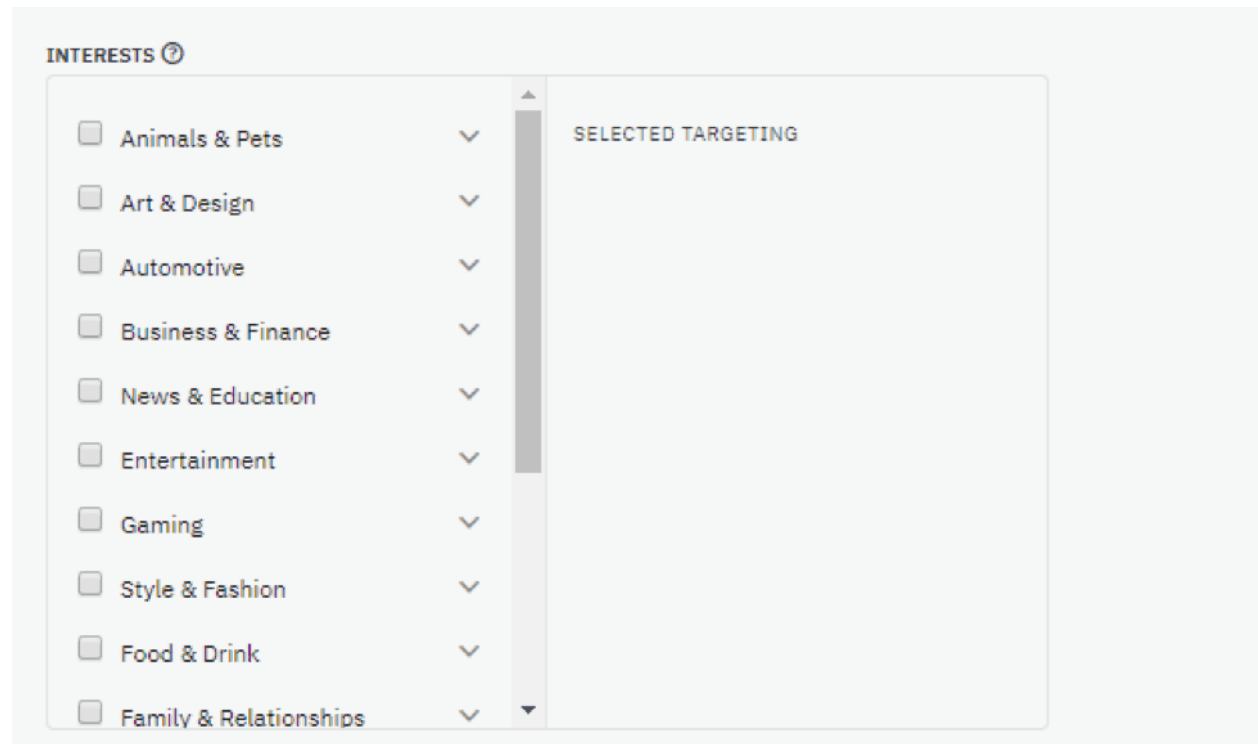 INTERESTS ?
Animals & Pets
Art & Design
Automotive
Business & Finance
News & Education
Entertainment
Gaming
Style & Fashion
Food & Drink
Family & Relationships
SELECTED TARGETING